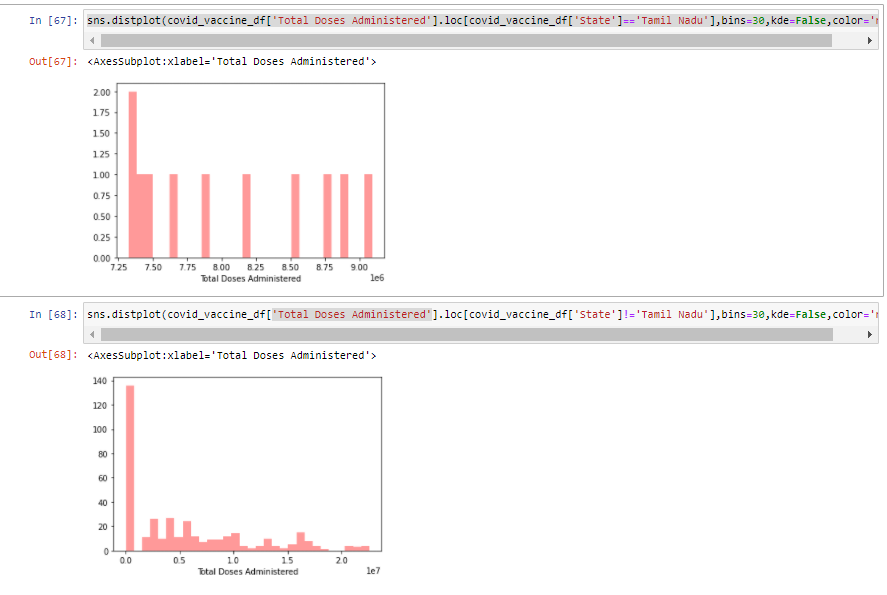 In [67]: sns.distplot(covid_vaccine_df['Total Doses Administered'].loc[covid_vaccine_df['State']=='Tamil Nadu'],bins=30,kde=False,color='r
Out[67]: <AxesSubplot:xlabel='Total Doses Administered'>
2.00
1.75
1.50
1.25
1.00
0.75
0.50
0.25
0.00
7.25 7.50 7.75 8.00 8.25 8.50 8.75 9.00
Total Doses Administered 1e6
In [68]: sns.distplot(covid_vaccine_df['Total Doses Administered'].loc[covid_vaccine_df['State']!='Tamil Nadu'],bins=30,kde=False,color='r
Out[68]: <AxesSubplot:xlabel='Total Doses Administered'>
140
120
100
80
60
40
20
0
0.0 0.5 1.0 1.5 2.0
Total Doses Administered 1e7